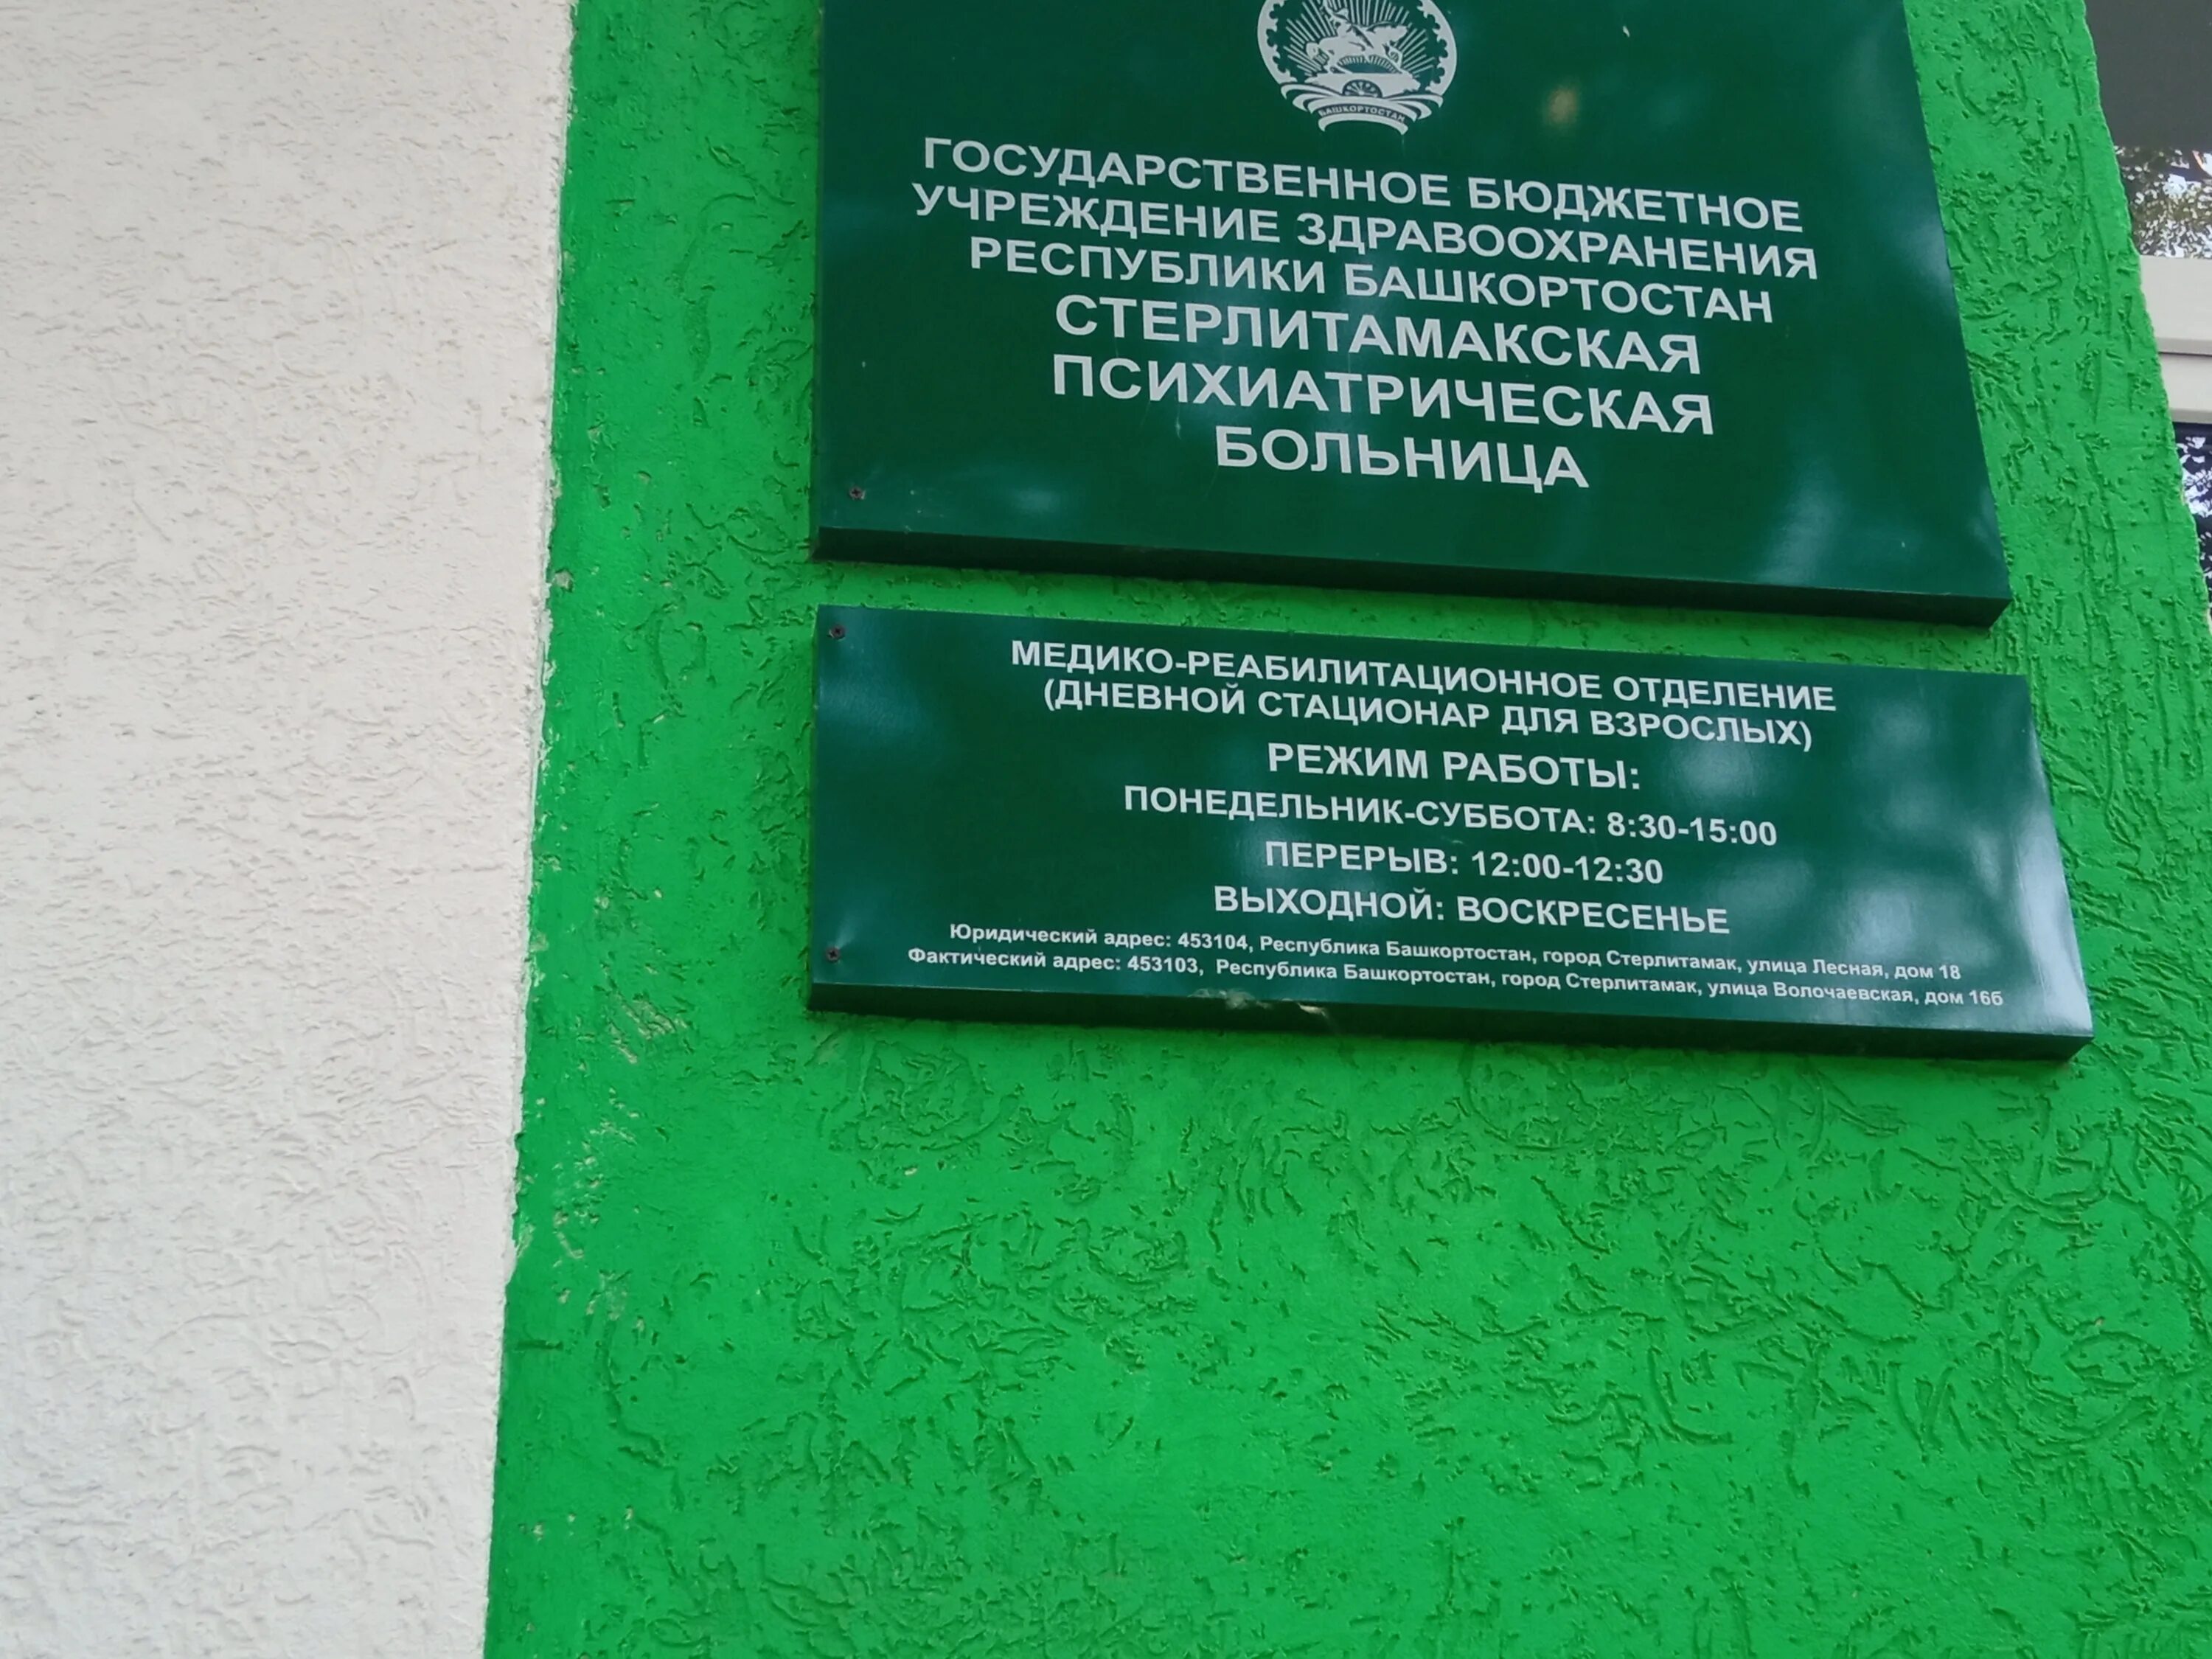 БАШКОРТОСТАН
ГОСУДАРСТВЕННОЕ БЮДЖЕТНОЕ
УЧРЕЖДЕНИЕ ЗДРАВООХРАНЕНИЯ
РЕСПУБЛИКИ БАШКОРТОСТАН
СТЕРЛИТАМАКСКАЯ
ПСИХИАТРИЧЕСКАЯ
БОЛЬНИЦА
МЕДИКО-РЕАБИЛИТАЦИОННОЕ ОТДЕЛЕНИЕ
(ДНЕВНОЙ СТАЦИОНАР ДЛЯ ВЗРОСЛЫХ)
РЕЖИМ РАБОТЫ:
ПОНЕДЕЛЬНИК-СУББОТА: 8:30-15:00
ПЕРЕРЫВ: 12:00-12:30
ВЫХОДНОЙ: ВОСКРЕСЕНЬЕ
Юридический адрес: 453104, Республика Башкортостан, город Стерлитамак, улица Лесная, дом 18
Фактический адрес: 453103, Республика Башкортостан, город Стерлитамак, улица Волочаевская, дом 16б